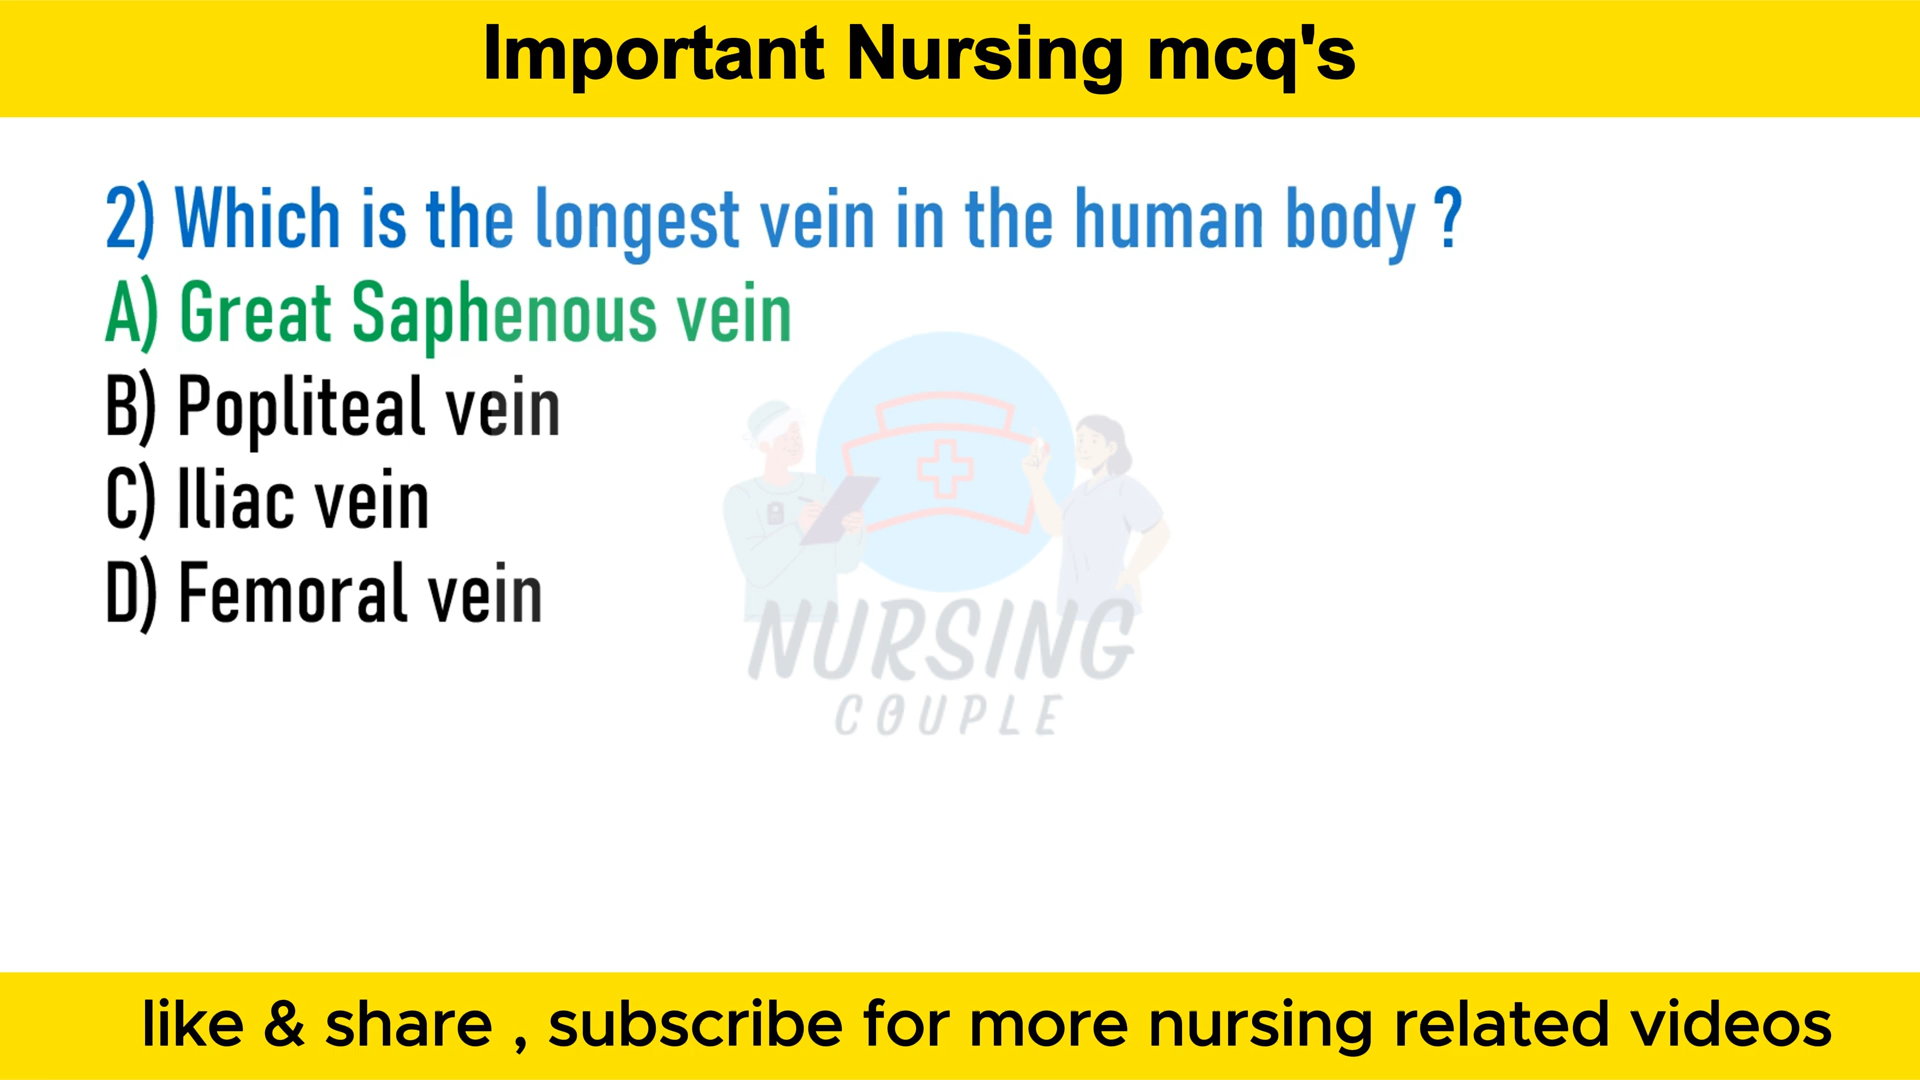 Important Nursing mcq's
2) Which is the longest vein in the human body ?
A) Great Saphenous vein
B) Popliteal vein
C) Iliac vein
D) Femoral vein
NURSING
COUPLE
like & share , subscribe for more nursing related videos